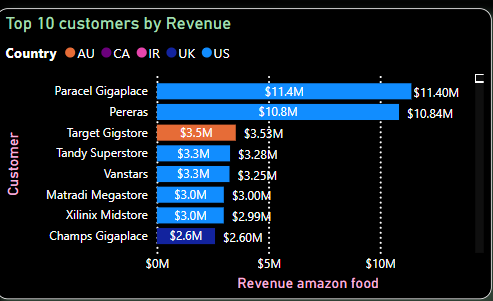 Top 10 customers by Revenue
Country AU CA IR UK US
Customer
Paracel Gigaplace $11.4M $11.40M
Pereras $10.8M $10.84M
Target Gigstore $3.5M $3.53M
Tandy Superstore $3.3M $3.28M
Vanstars $3.3M $3.25M
Matradi Megastore $3.0M $3.00M
Xilinix Midstore $3.0M $2.99M
Champs Gigaplace $2.6M $2.60M
$0M $5M $10M
Revenue amazon food